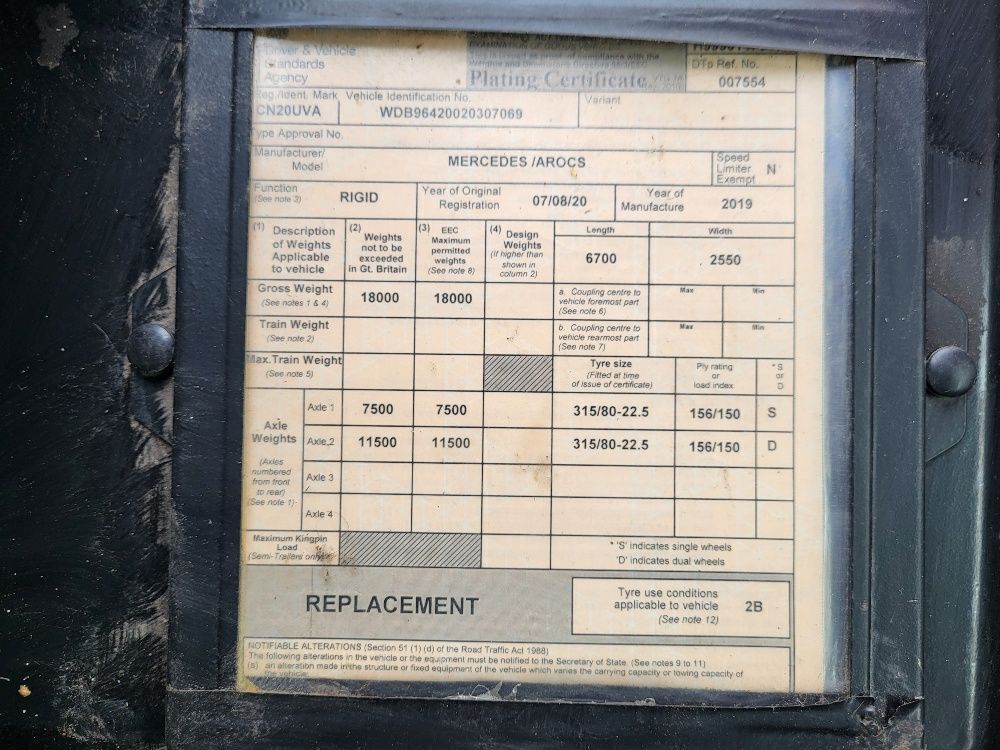 Driver & Vehicle
Standards
Agency
Plating Certificate
DTp Ref. No.
007554
Reg./Ident. Mark
CN20UVA
Vehicle Identification No.
WDB96420020307069
Variant
Type Approval No.
Manufacturer/
Model
MERCEDES /AROCS
Speed
Limiter
Exempt
N
Function
(See note 3)
RIGID
Year of Original
Registration
07/08/20
Year of
Manufacture
2019
(1) Description
of Weights
Applicable
to vehicle
(2) Weights
not to be
exceeded
in Gt. Britain
(3) EEC
Maximum
permitted
weights
(See note 8)
(4) Design
Weights
(if higher than
shown in
column 2)
Length
6700
Width
2550
Gross Weight
(See notes 1 & 4)
18000
18000
a. Coupling centre to
vehicle foremost part
(See note 6)
Max
Min
Train Weight
(See note 2)
b. Coupling centre to
vehicle rearmost part
(See note 7)
Max
Min
Max.Train Weight
(See note 5)
Tyre size
(Fitted at time
of issue of certificate)
Ply rating
or
load index
*S
or
D
Axle
Weights
(Axles
numbered
from front
to rear)
(See note 1)
Axle 1
7500
7500
315/80-22.5
156/150
S
Axle 2
11500
11500
315/80-22.5
156/150
D
Axle 3
Axle 4
Maximum Kingpin
Load
(Semi-Trailers only)
* 'S' indicates single wheels
'D' indicates dual wheels
REPLACEMENT
Tyre use conditions
applicable to vehicle
(See note 12)
2B
NOTIFIABLE ALTERATIONS (Section 51 (1) (d) of the Road Traffic Act 1988)
The following alterations in the vehicle or the equipment must be notified to the Secretary of State. (See notes 9 to 11)
(a) an alteration made in the structure or fixed equipment of the vehicle which varies the carrying capacity or towing capacity of
the vehicle